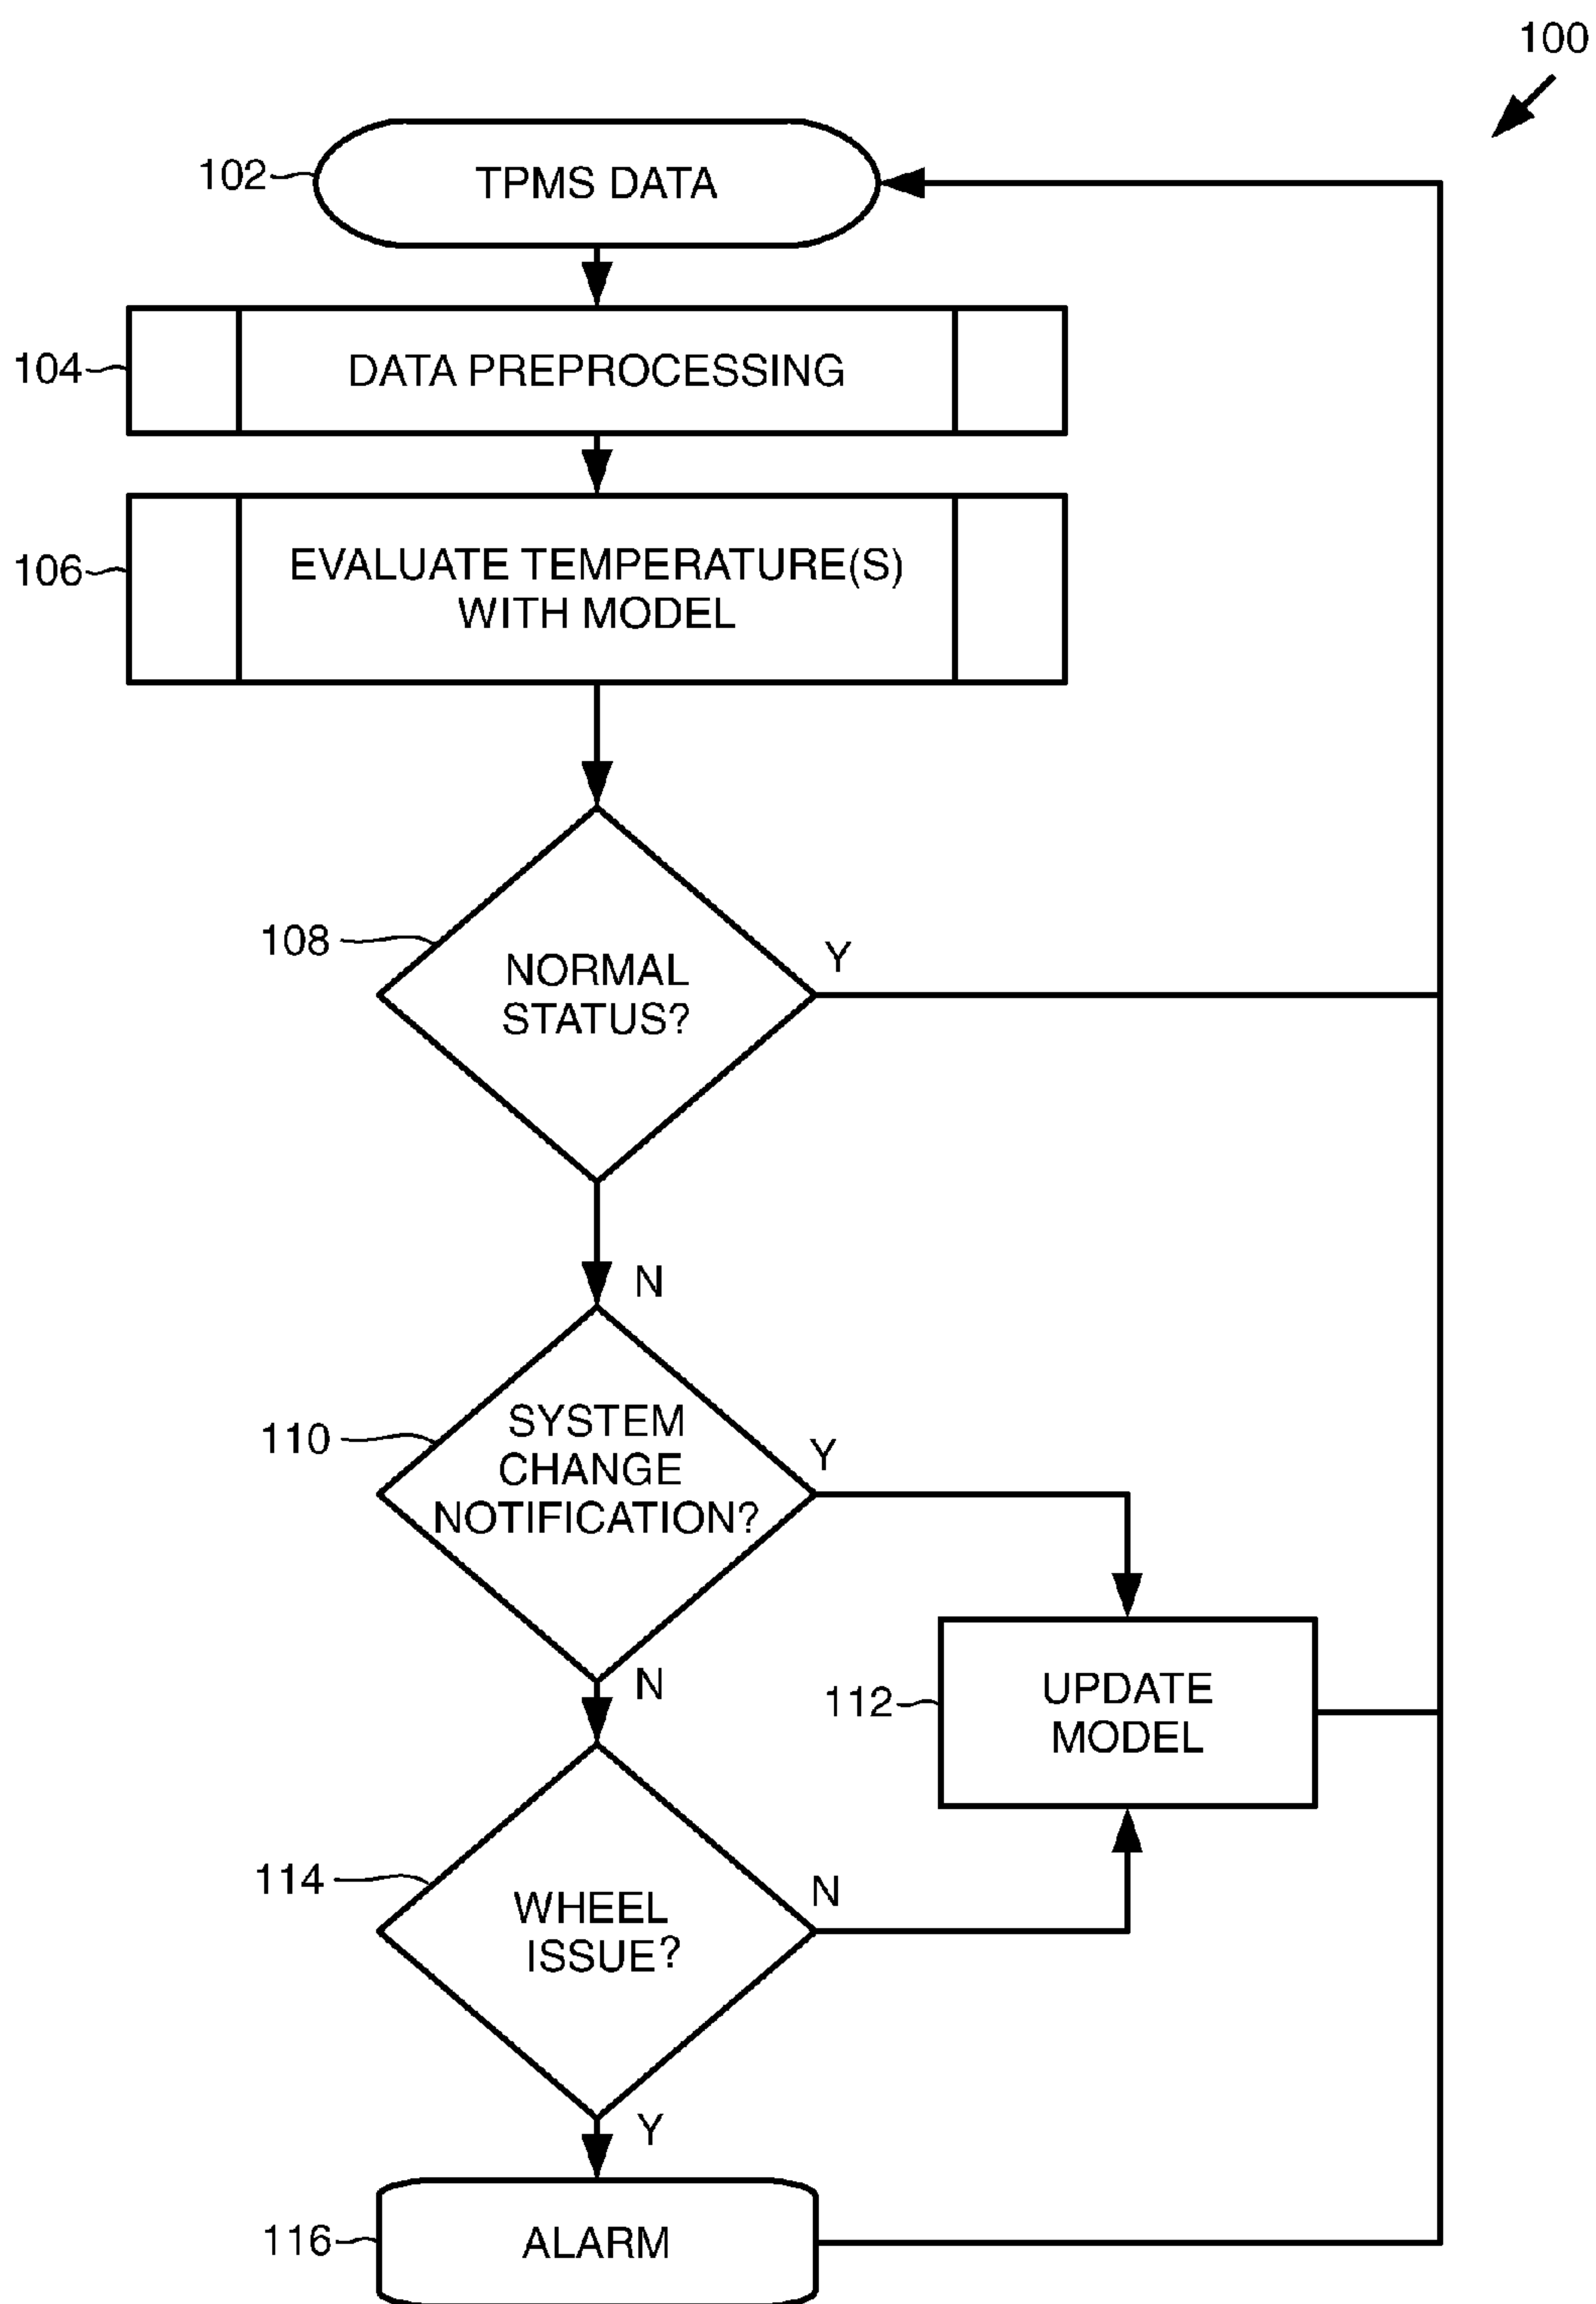 100
102
TPMS DATA
104
DATA PREPROCESSING
106
EVALUATE TEMPERATURE(S)
WITH MODEL
108
NORMAL
STATUS?
Y
N
110
SYSTEM
CHANGE
NOTIFICATION?
Y
N
112
UPDATE
MODEL
114
WHEEL
ISSUE?
N
Y
116
ALARM